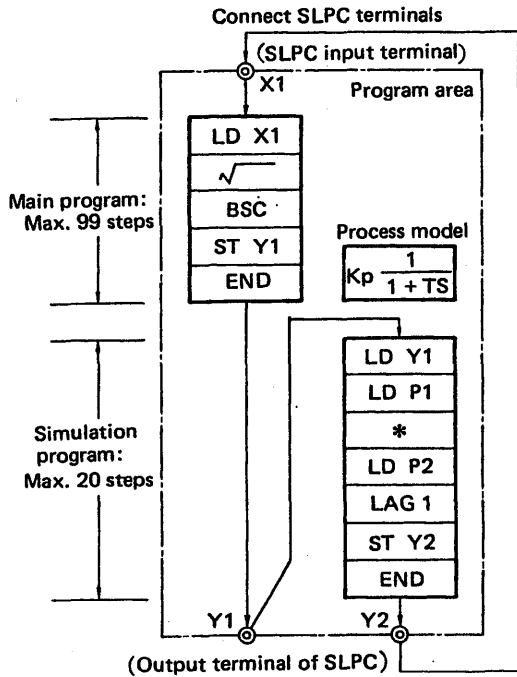 Connect SLPC terminals
(SLPC input terminal)
X1
Program area
LD X1
√
BSC
ST Y1
END
Main program:
Max. 99 steps
Process model
Kp 1/(1 + TS)
LD Y1
LD P1
*
LD P2
LAG 1
ST Y2
END
Simulation
program:
Max. 20 steps
Y1
Y2
(Output terminal of SLPC)